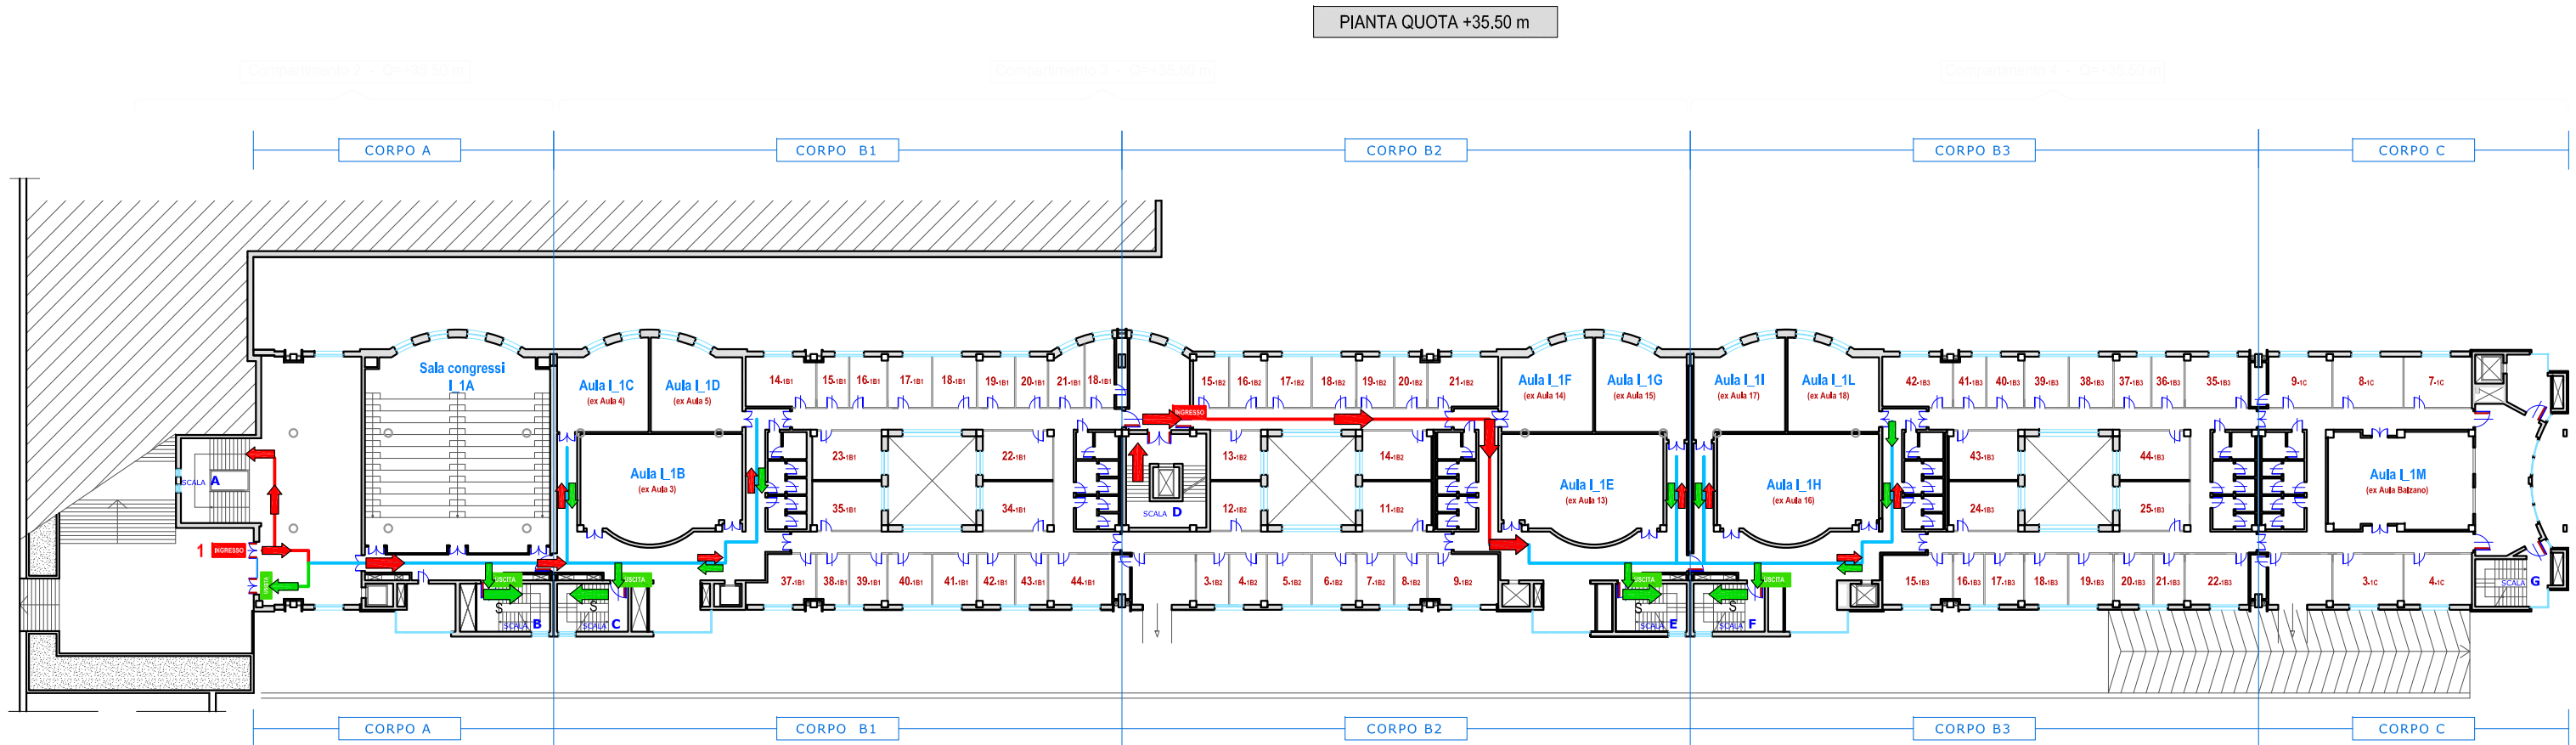 PIANTA QUOTA +35.50 m
CORPO A
CORPO B1
CORPO B2
CORPO B3
CORPO C
Sala congressi
I_1A
Aula I_1C
(ex Aula 4)
Aula I_1D
(ex Aula 5)
14-1B1
15-1B1
16-1B1
17-1B1
18-1B1
19-1B1
20-1B1
21-1B1
18-1B1
15-1B2
16-1B2
17-1B2
18-1B2
19-1B2
20-1B2
21-1B2
Aula I_1F
(ex Aula 14)
Aula I_1G
(ex Aula 15)
Aula I_1I
(ex Aula 17)
Aula I_1L
(ex Aula 18)
42-1B3
41-1B3
40-1B3
39-1B3
38-1B3
37-1B3
36-1B3
35-1B3
9-1C
8-1C
7-1C
INGRESSO
SCALA A
Aula I_1B
(ex Aula 3)
23-1B1
22-1B1
35-1B1
34-1B1
13-1B2
14-1B2
12-1B2
11-1B2
SCALA D
Aula I_1E
(ex Aula 13)
Aula I_1H
(ex Aula 16)
43-1B3
44-1B3
24-1B3
25-1B3
Aula I_1M
(ex Aula Balzano)
1 INGRESSO
USCITA
USCITA
USCITA
USCITA
USCITA
37-1B1
38-1B1
39-1B1
40-1B1
41-1B1
42-1B1
43-1B1
44-1B1
3-1B2
4-1B2
5-1B2
6-1B2
7-1B2
8-1B2
9-1B2
15-1B3
16-1B3
17-1B3
18-1B3
19-1B3
20-1B3
21-1B3
22-1B3
3-1C
4-1C
SCALA G
S
S
S
S
SCALA B
SCALA C
SCALA E
SCALA F
CORPO A
CORPO B1
CORPO B2
CORPO B3
CORPO C